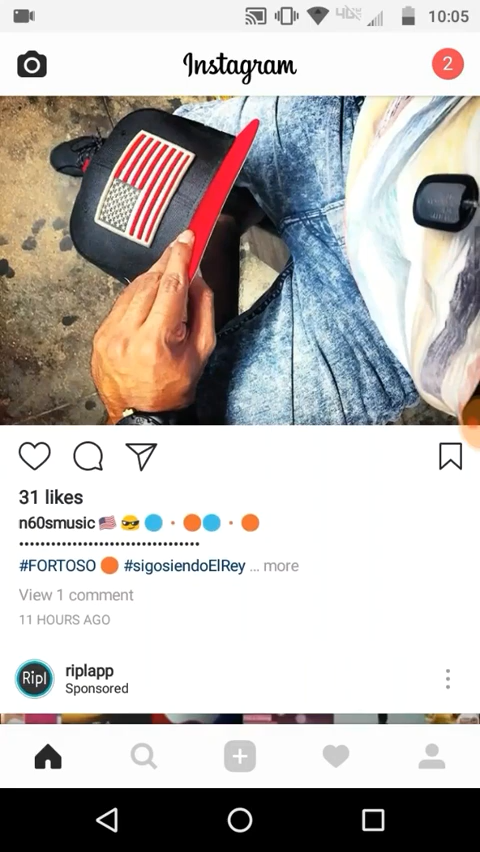 10:05
Instagram
2
31 likes
n60smusic 🇺🇸 😎 🔵 • 🟠🔵 • 🟠
••••••••••••••••••••••••••••••••••
#FORTOSO 🟠 #sigosiendoElRey ... more
View 1 comment
11 HOURS AGO
Ripl
riplapp
Sponsored